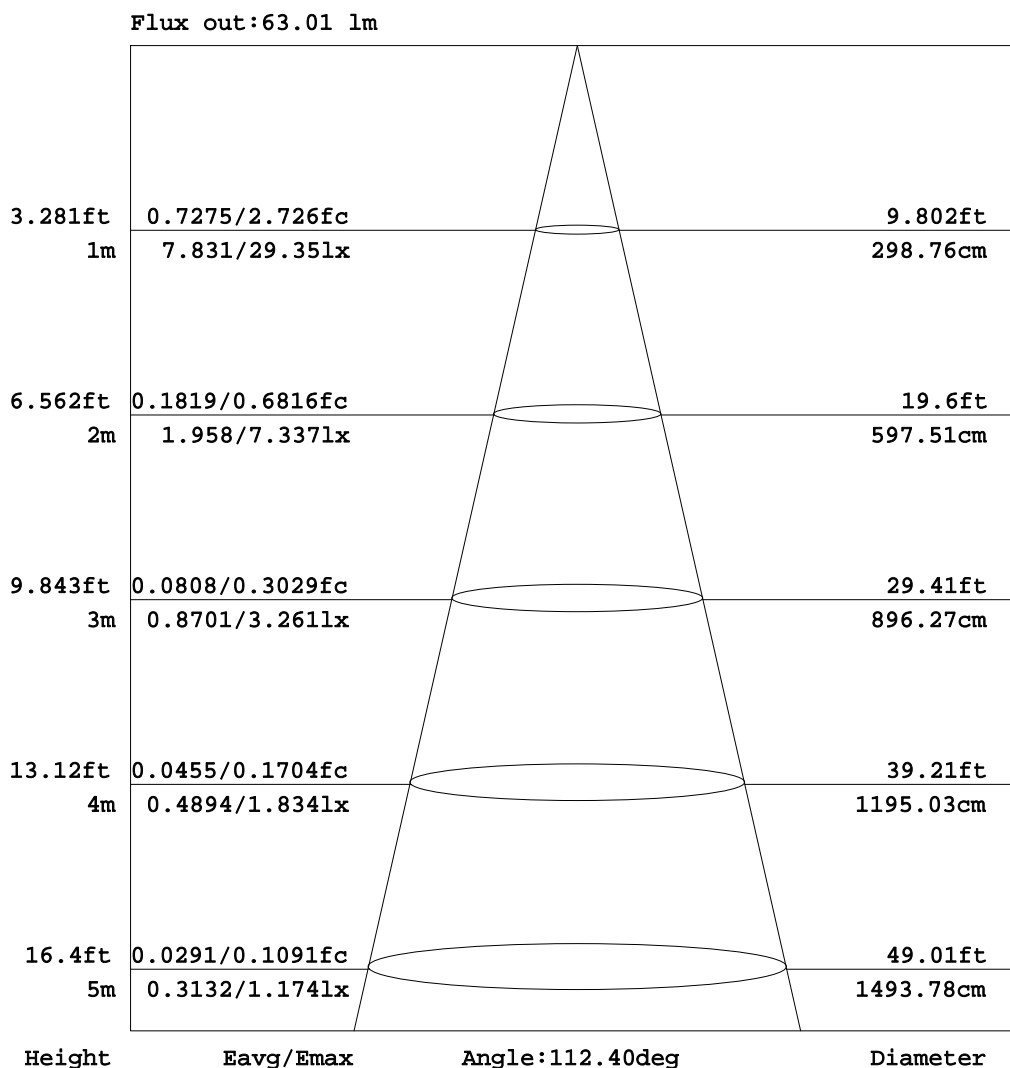 Flux out:63.01 lm
3.281ft 0.7275/2.726fc 9.802ft
1m 7.831/29.35lx 298.76cm
6.562ft 0.1819/0.6816fc 19.6ft
2m 1.958/7.337lx 597.51cm
9.843ft 0.0808/0.3029fc 29.41ft
3m 0.8701/3.261lx 896.27cm
13.12ft 0.0455/0.1704fc 39.21ft
4m 0.4894/1.834lx 1195.03cm
16.4ft 0.0291/0.1091fc 49.01ft
5m 0.3132/1.174lx 1493.78cm
Height Eavg/Emax Angle:112.40deg Diameter